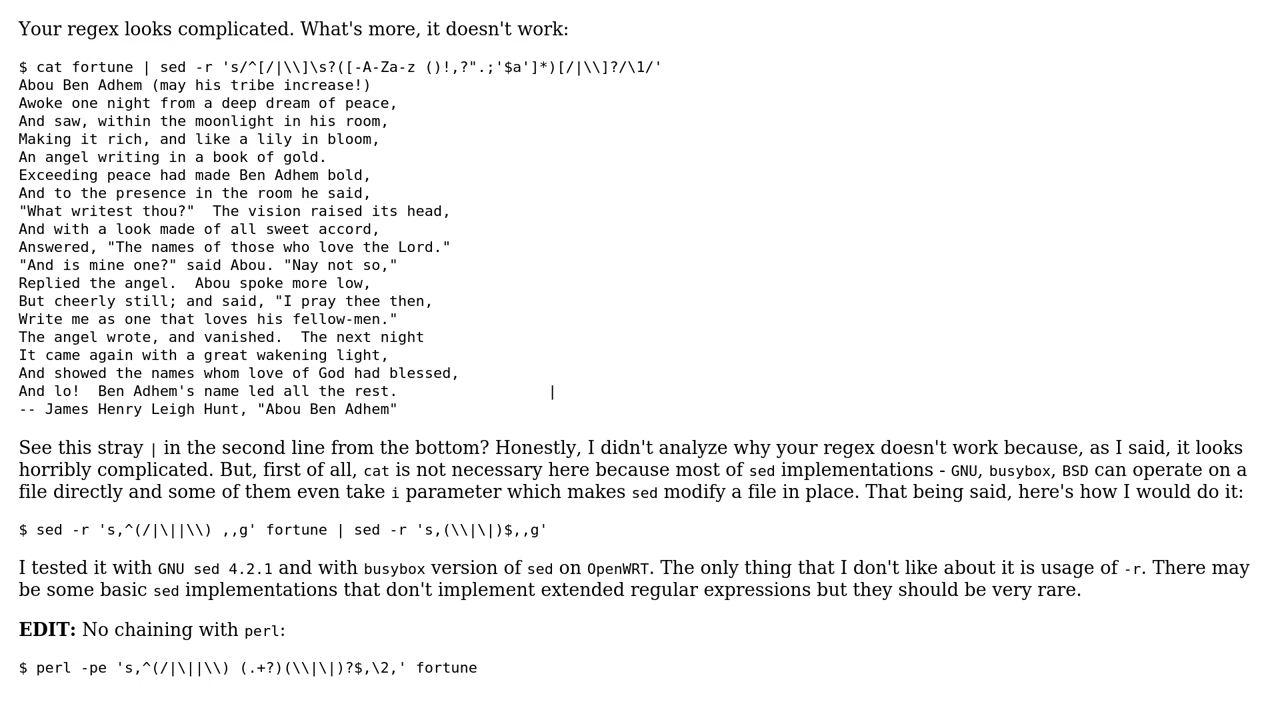 Your regex looks complicated. What's more, it doesn't work:
$ cat fortune | sed -r 's/^[/|\\]\s?([-A-Za-z ()!,?".;'$a']*)[/|\\]?/\1/'
Abou Ben Adhem (may his tribe increase!)
Awoke one night from a deep dream of peace,
And saw, within the moonlight in his room,
Making it rich, and like a lily in bloom,
An angel writing in a book of gold.
Exceeding peace had made Ben Adhem bold,
And to the presence in the room he said,
"What writest thou?"  The vision raised its head,
And with a look made of all sweet accord,
Answered, "The names of those who love the Lord."
"And is mine one?" said Abou. "Nay not so,"
Replied the angel.  Abou spoke more low,
But cheerly still; and said, "I pray thee then,
Write me as one that loves his fellow-men."
The angel wrote, and vanished.  The next night
It came again with a great wakening light,
And showed the names whom love of God had blessed,
And lo!  Ben Adhem's name led all the rest.                 |
-- James Henry Leigh Hunt, "Abou Ben Adhem"
See this stray | in the second line from the bottom? Honestly, I didn't analyze why your regex doesn't work because, as I said, it looks
horribly complicated. But, first of all, cat is not necessary here because most of sed implementations - GNU, busybox, BSD can operate on a
file directly and some of them even take i parameter which makes sed modify a file in place. That being said, here's how I would do it:
$ sed -r 's,^(/|\||\\) ,,g' fortune | sed -r 's,(\\|\|)$,,g'
I tested it with GNU sed 4.2.1 and with busybox version of sed on OpenWRT. The only thing that I don't like about it is usage of -r. There may
be some basic sed implementations that don't implement extended regular expressions but they should be very rare.
EDIT: No chaining with perl:
$ perl -pe 's,^(/|\||\\) (.+?)(\\|\|)?$,\2,' fortune